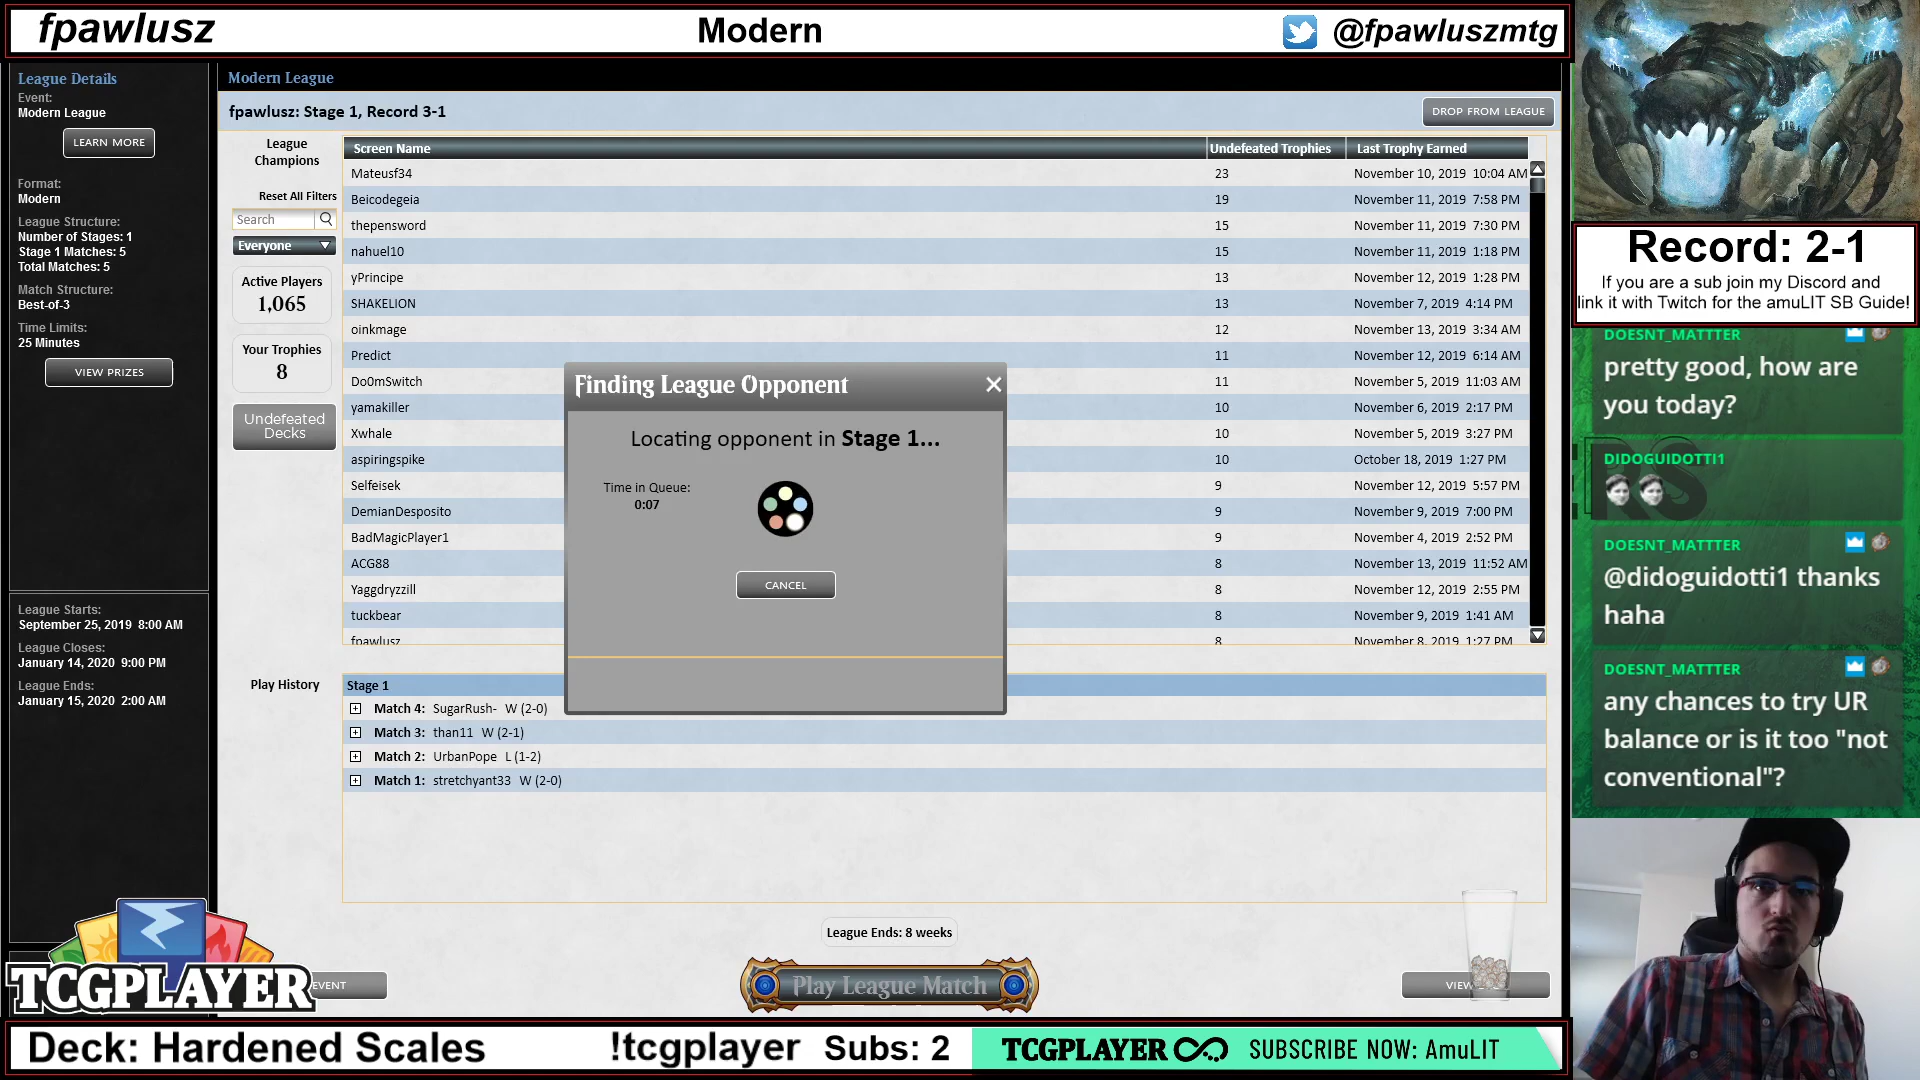 fpawlusz
Modern
@fpawluszmtg
League Details
Event:
Modern League
LEARN MORE
Format:
Modern
League Structure:
Number of Stages: 1
Stage 1 Matches: 5
Total Matches: 5
Match Structure:
Best-of-3
Time Limits:
25 Minutes
VIEW PRIZES
League Starts:
September 25, 2019 8:00 AM
League Closes:
January 14, 2020 9:00 PM
League Ends:
January 15, 2020 2:00 AM
Modern League
fpawlusz: Stage 1, Record 3-1
DROP FROM LEAGUE
League
Champions
Reset All Filters
Search
Everyone
Active Players
1,065
Your Trophies
8
Undefeated
Decks
Screen Name Undefeated Trophies Last Trophy Earned
Mateusf34 23 November 10, 2019 10:04 AM
Beicodegeia 19 November 11, 2019 7:58 PM
thepensword 15 November 11, 2019 7:30 PM
nahuel10 15 November 11, 2019 1:18 PM
yPrincipe 13 November 12, 2019 1:28 PM
SHAKELION 13 November 7, 2019 4:14 PM
oinkmage 12 November 13, 2019 3:34 AM
Predict 11 November 12, 2019 6:14 AM
Do0mSwitch 11 November 5, 2019 11:03 AM
yamakiller 10 November 6, 2019 2:17 PM
Xwhale 10 November 5, 2019 3:27 PM
aspiringspike 10 October 18, 2019 1:27 PM
Selfeisek 9 November 12, 2019 5:57 PM
DemianDesposito 9 November 9, 2019 7:00 PM
BadMagicPlayer1 9 November 4, 2019 2:52 PM
ACG88 8 November 13, 2019 11:52 AM
Yaggdryzzill 8 November 12, 2019 2:55 PM
tuckbear 8 November 9, 2019 1:41 AM
fpawlusz 8 November 8, 2019 1:27 PM
Finding League Opponent
Locating opponent in Stage 1...
Time in Queue:
0:07
CANCEL
Play History
Stage 1
Match 4: SugarRush- W (2-0)
Match 3: than11 W (2-1)
Match 2: UrbanPope L (1-2)
Match 1: stretchyant33 W (2-0)
League Ends: 8 weeks
Play League Match
EVENT
VIEW
TCGPLAYER
Record: 2-1
If you are a sub join my Discord and
link it with Twitch for the amuLIT SB Guide!
DOESNT_MATTTER
pretty good, how are
you today?
DIDOGUIDOTTI1
DOESNT_MATTTER
@didoguidotti1 thanks
haha
DOESNT_MATTTER
any chances to try UR
balance or is it too "not
conventional"?
Deck: Hardened Scales
!tcgplayer
Subs: 2
TCGPLAYER
SUBSCRIBE NOW: AmuLIT